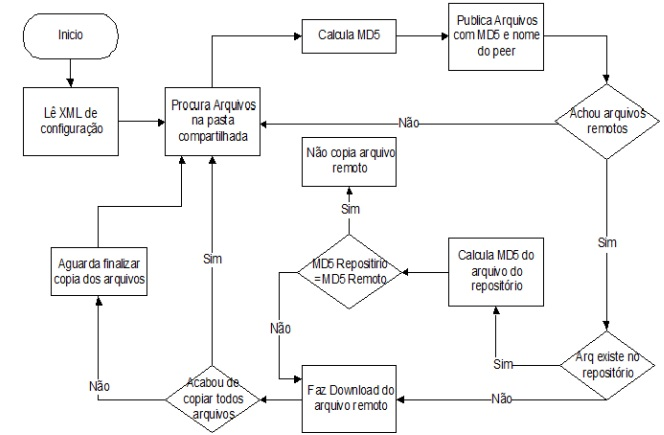 Inicio
Lê XML de
configuração
Procura Arquivos
na pasta
compartilhada
Calcula MD5
Publica Arquivos
com MD5 e nome
do peer
Achou arquivos
remotos
Não
Não copia arquivo
remoto
Sim
MD5 Repositírio
=MD5 Remoto
Calcula MD5 do
arquivo do
repositório
Sim
Arq existe no
repositório
Sim
Não
Não
Faz Download do
arquivo remoto
Acabou de
copiar todos
arquivos
Sim
Não
Aguarda finalizar
copia dos arquivos